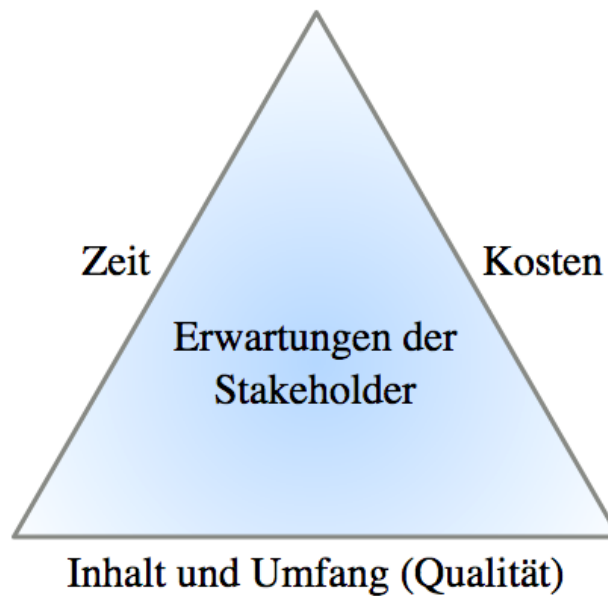 Zeit
Kosten
Erwartungen der
Stakeholder
Inhalt und Umfang (Qualität)